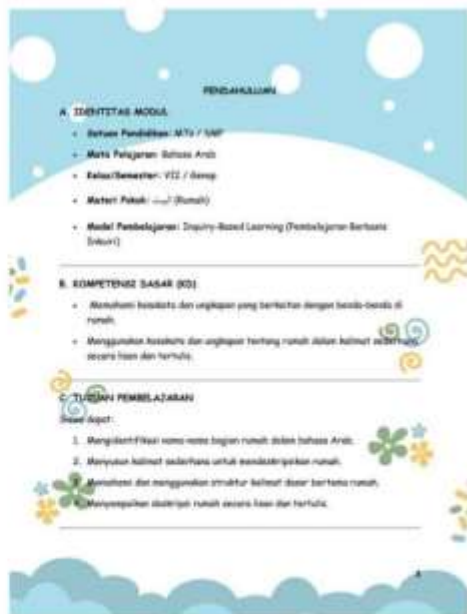 PENDAHULUAN
A. IDENTITAS MODUL
• Satuan Pendidikan: MTs / SMP
• Mata Pelajaran: Bahasa Arab
• Kelas/Semester: VII / Genap
• Materi Pokok: البيت (Rumah)
• Model Pembelajaran: Inquiry-Based Learning (Pembelajaran Berbasis
Inkuiri)
B. KOMPETENSI DASAR (KD)
• Memahami kosakata dan ungkapan yang berkaitan dengan benda-benda di
rumah.
• Menggunakan kosakata dan ungkapan tentang rumah dalam kalimat sederhana
secara lisan dan tertulis.
C. TUJUAN PEMBELAJARAN
Siswa dapat:
1. Mengidentifikasi nama-nama bagian rumah dalam bahasa Arab.
2. Menyusun kalimat sederhana untuk mendeskripsikan rumah.
3. Memahami dan menggunakan struktur kalimat dasar bertema rumah.
4. Menyampaikan deskripsi rumah secara lisan dan tertulis.